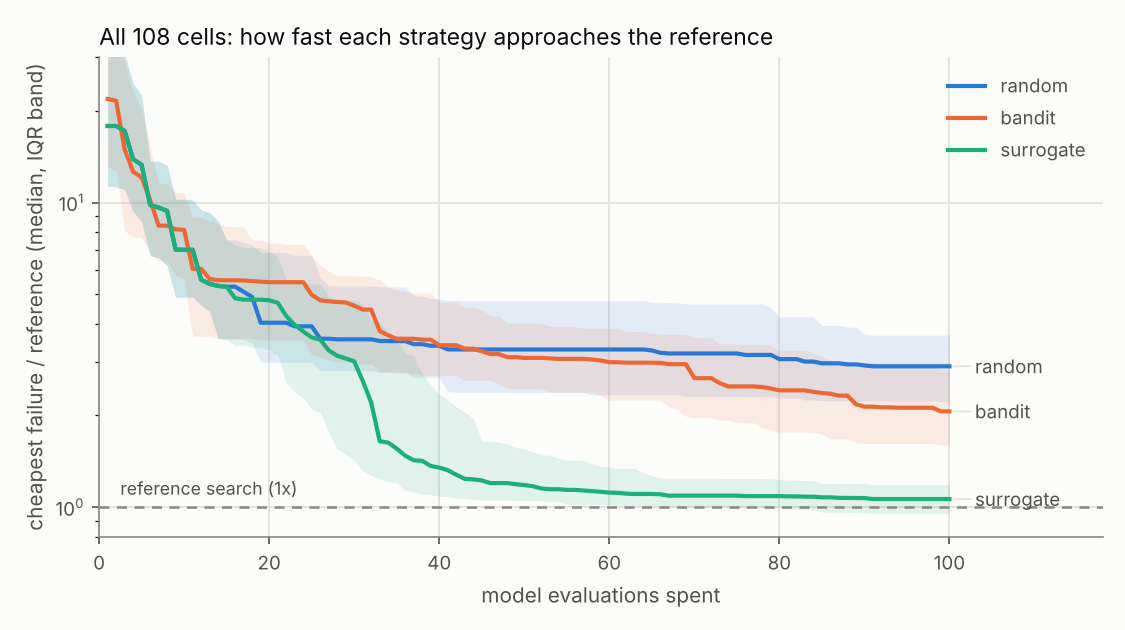 All 108 cells: how fast each strategy approaches the reference
cheapest failure / reference (median, IQR band)
10¹
10⁰
random
bandit
surrogate
random
bandit
surrogate
reference search (1x)
0 20 40 60 80 100
model evaluations spent